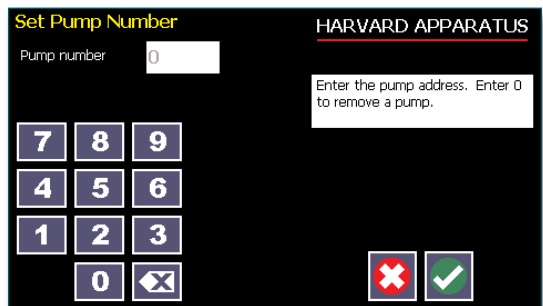 Set Pump Number
HARVARD APPARATUS
Pump number 0
Enter the pump address. Enter 0
to remove a pump.
7 8 9
4 5 6
1 2 3
0